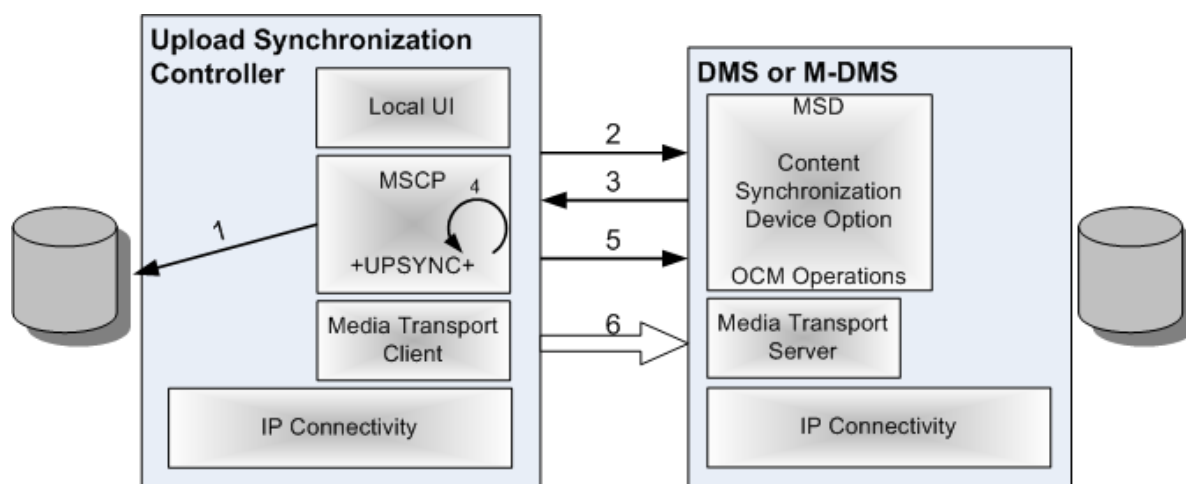 Upload Synchronization
Controller
Local UI
MSCP
4
+UPSYNC+
Media Transport
Client
IP Connectivity
1
2
3
5
6
DMS or M-DMS
MSD
Content
Synchronization
Device Option
OCM Operations
Media Transport
Server
IP Connectivity